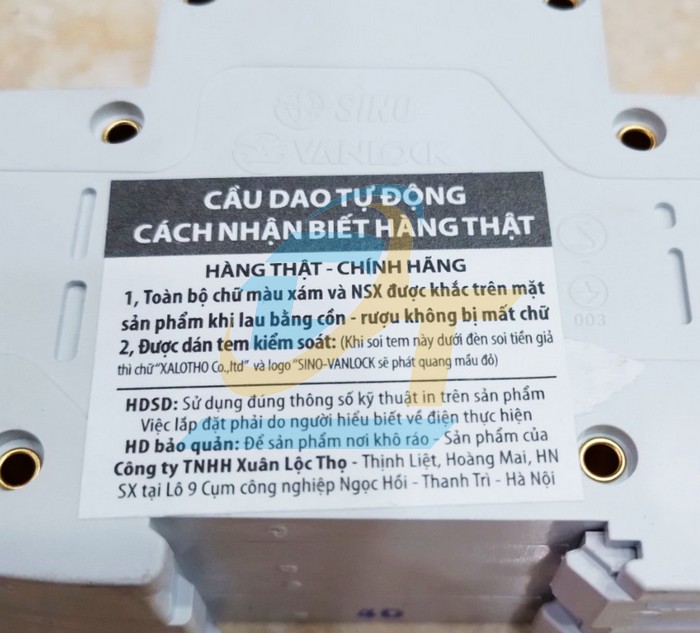 SINO
VANLOCK
CẦU DAO TỰ ĐỘNG
CÁCH NHẬN BIẾT HÀNG THẬT
HÀNG THẬT - CHÍNH HÃNG
1, Toàn bộ chữ màu xám và NSX được khắc trên mặt
sản phẩm khi lau bằng cồn - rượu không bị mất chữ
2, Được dán tem kiểm soát: (Khi soi tem này dưới đèn soi tiền giả
thì chữ "XALOTHO Co.,ltd" và logo "SINO-VANLOCK sẽ phát quang mầu đỏ)
HDSD: Sử dụng đúng thông số kỹ thuật in trên sản phẩm
Việc lắp đặt phải do người hiểu biết về điện thực hiện
HD bảo quản: Để sản phẩm nơi khô ráo - Sản phẩm của
Công ty TNHH Xuân Lộc Thọ - Thịnh Liệt, Hoàng Mai, HN
SX tại Lô 9 Cụm công nghiệp Ngọc Hồi - Thanh Trì - Hà Nội
003
40